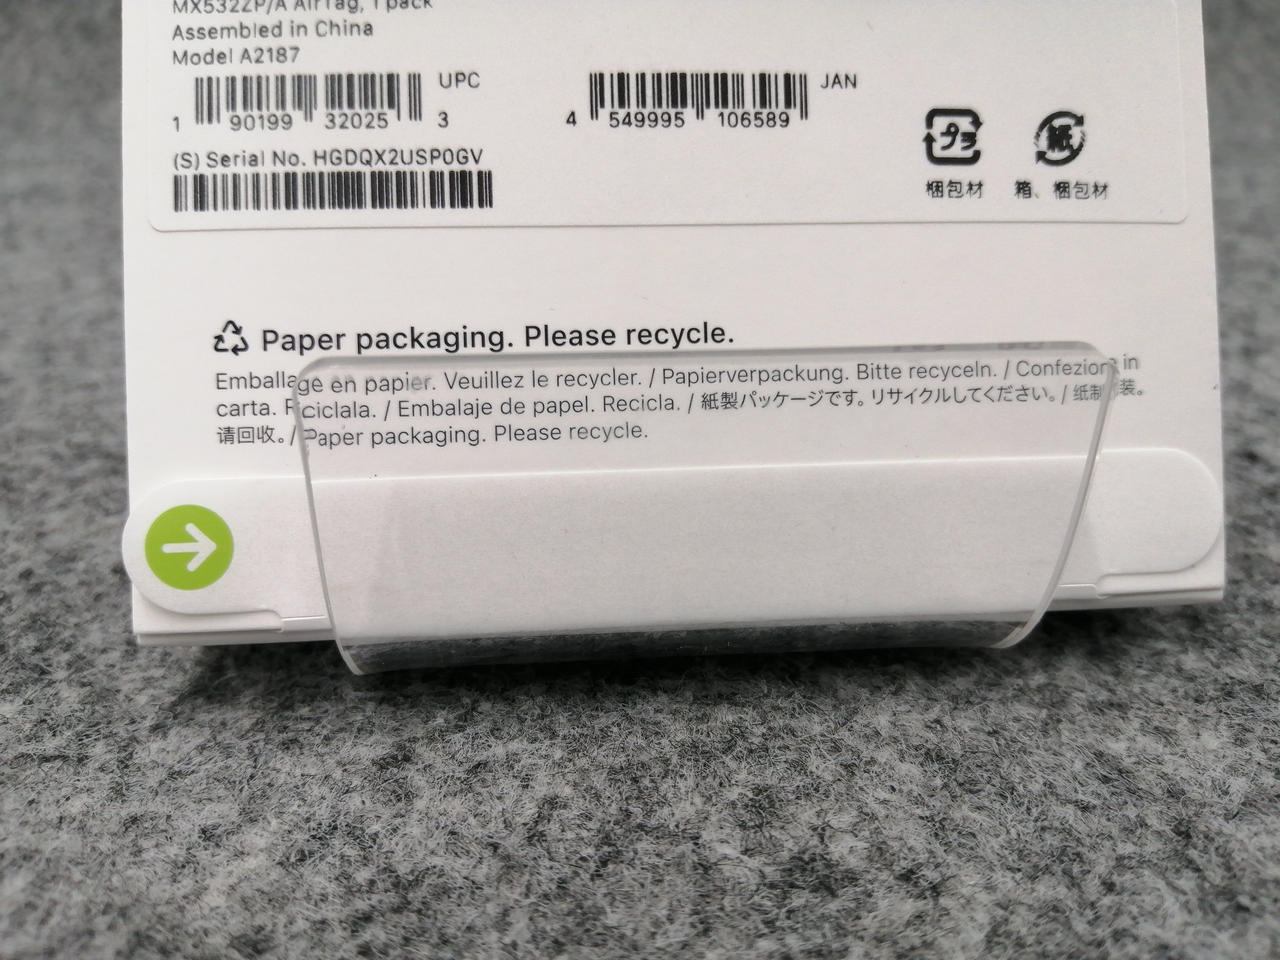 MX532ZP/A AirTag, 1 pack
Assembled in China
Model A2187
UPC
1 90199 32025 3
JAN
4 549995 106589
(S) Serial No. HGDQX2USP0GV
プラ
紙
梱包材
箱、梱包材
Paper packaging. Please recycle.
Emballage en papier. Veuillez le recycler. / Papierverpackung. Bitte recyceln. / Confezioni in
carta. Riciclala. / Embalaje de papel. Recicla. / 紙製パッケージです。リサイクルしてください。/ 纸制包装。
请回收。/ Paper packaging. Please recycle.